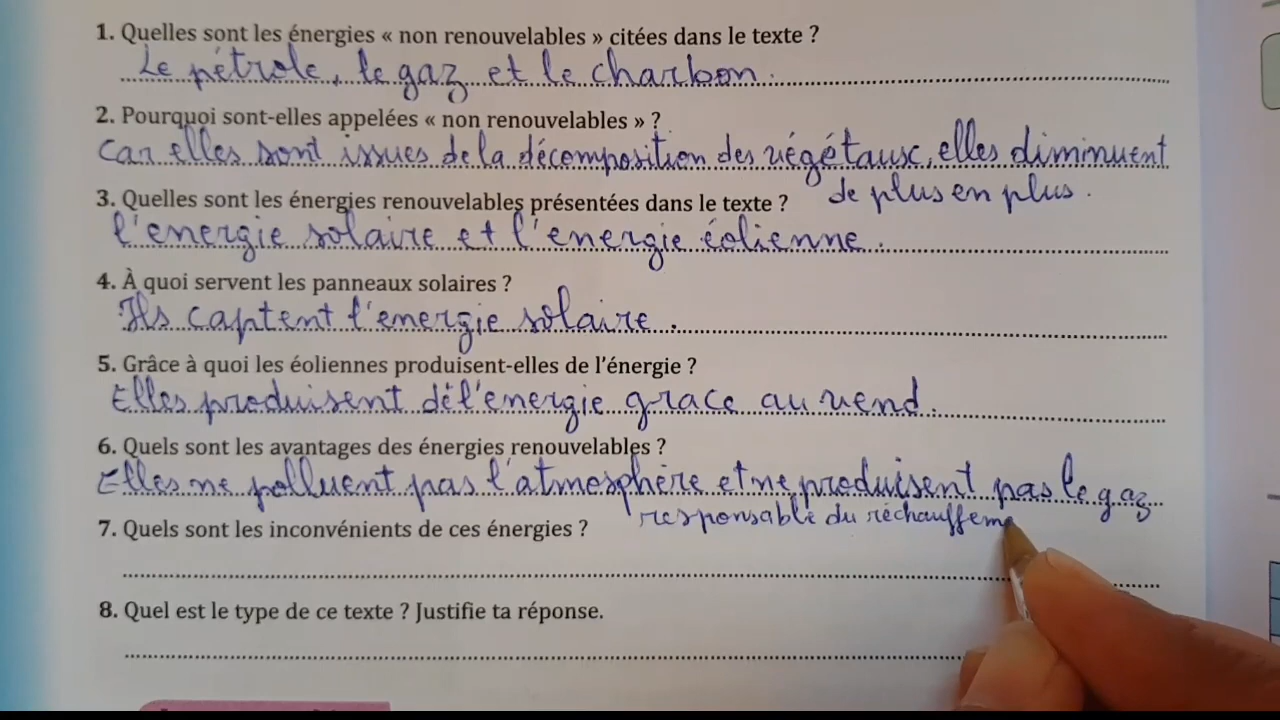 1. Quelles sont les énergies « non renouvelables » citées dans le texte ?
Le pétrole, le gaz et le charbon.
2. Pourquoi sont-elles appelées « non renouvelables » ?
Car elles sont issues de la décomposition des végétaux, elles diminuent
de plus en plus.
3. Quelles sont les énergies renouvelables présentées dans le texte ?
l'energie solaire et l'energie éolienne.
4. À quoi servent les panneaux solaires ?
Ils captent l'energie solaire.
5. Grâce à quoi les éoliennes produisent-elles de l'énergie ?
Elles produisent de l'energie grace au vend.
6. Quels sont les avantages des énergies renouvelables ?
Elles ne polluent pas l'atmosphère et ne produisent pas le gaz
responsable du réchauffem
7. Quels sont les inconvénients de ces énergies ?
8. Quel est le type de ce texte ? Justifie ta réponse.